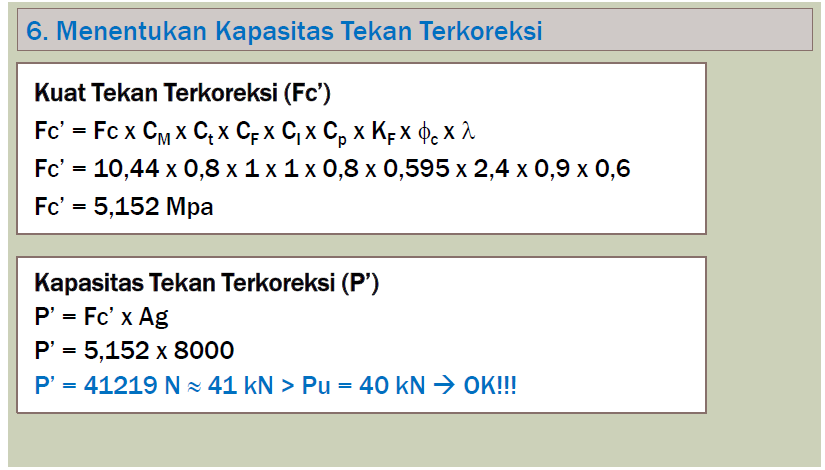 6. Menentukan Kapasitas Tekan Terkoreksi
Kuat Tekan Terkoreksi (Fc’)
Fc’ = Fc x C_M x C_t x C_F x C_I x C_p x K_F x ϕ_c x λ
Fc’ = 10,44 x 0,8 x 1 x 1 x 0,8 x 0,595 x 2,4 x 0,9 x 0,6
Fc’ = 5,152 Mpa
Kapasitas Tekan Terkoreksi (P’)
P’ = Fc’ x Ag
P’ = 5,152 x 8000
P’ = 41219 N ≈ 41 kN > Pu = 40 kN → OK!!!